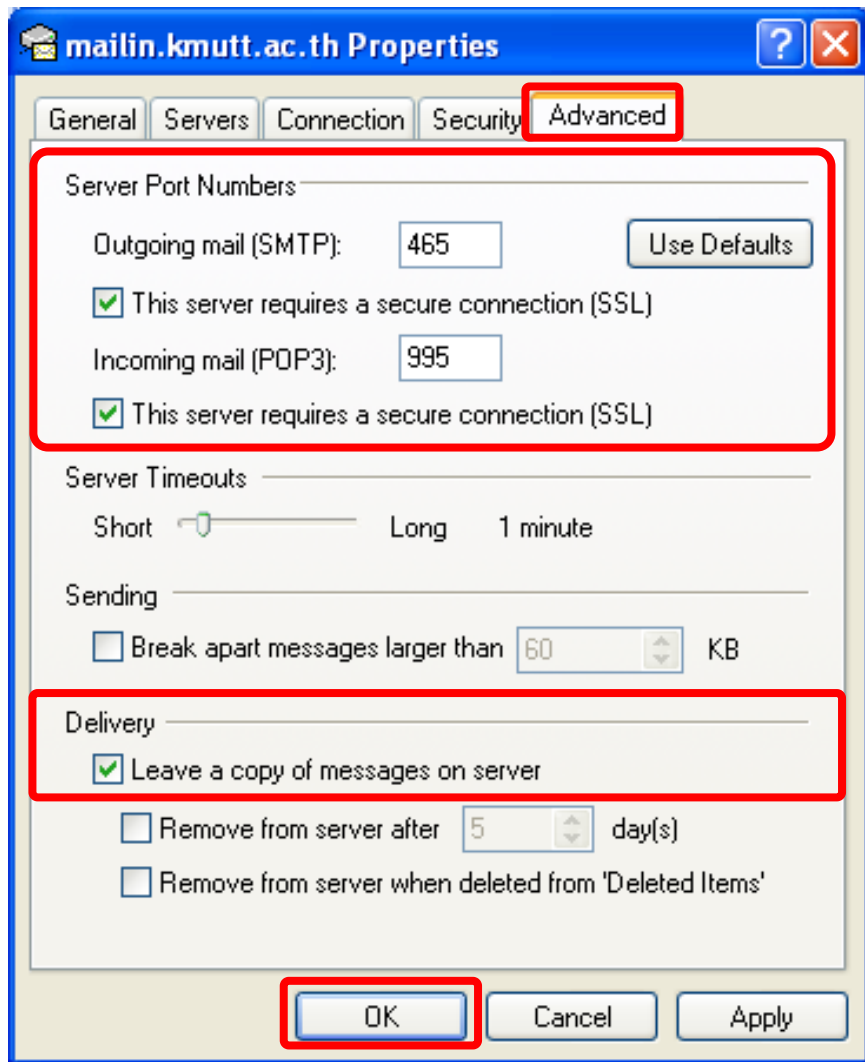 mailin.kmutt.ac.th Properties
General Servers Connection Security Advanced
Server Port Numbers
Outgoing mail (SMTP): 465 Use Defaults
This server requires a secure connection (SSL)
Incoming mail (POP3): 995
This server requires a secure connection (SSL)
Server Timeouts
Short Long 1 minute
Sending
Break apart messages larger than 60 KB
Delivery
Leave a copy of messages on server
Remove from server after 5 day(s)
Remove from server when deleted from 'Deleted Items'
OK Cancel Apply